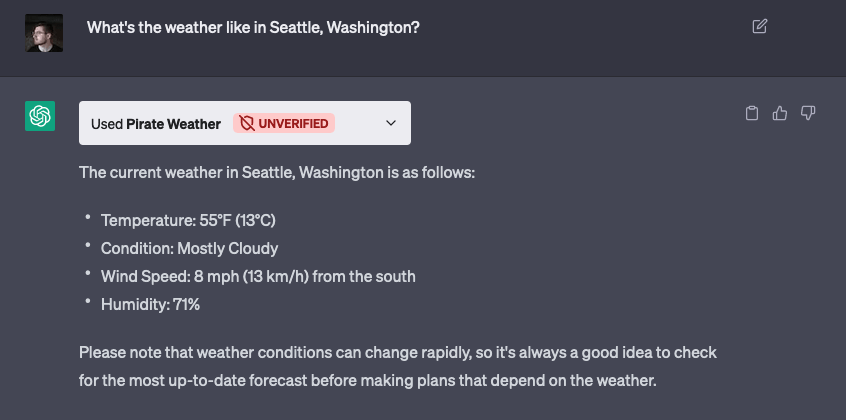 What's the weather like in Seattle, Washington?
Used Pirate Weather UNVERIFIED
The current weather in Seattle, Washington is as follows:
• Temperature: 55°F (13°C)
• Condition: Mostly Cloudy
• Wind Speed: 8 mph (13 km/h) from the south
• Humidity: 71%
Please note that weather conditions can change rapidly, so it's always a good idea to check
for the most up-to-date forecast before making plans that depend on the weather.